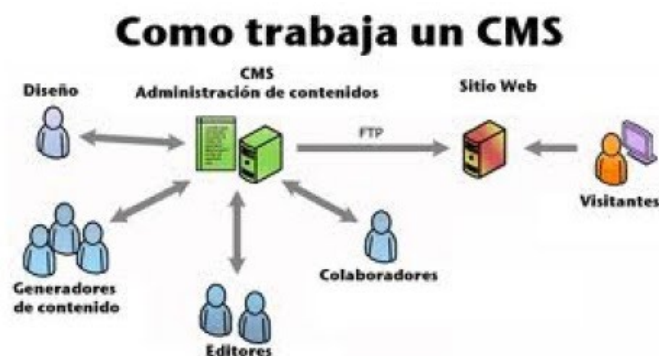 Como trabaja un CMS
CMS
Administración de contenidos
Diseño
Sitio Web
FTP
Visitantes
Generadores
de contenido
Colaboradores
Editores